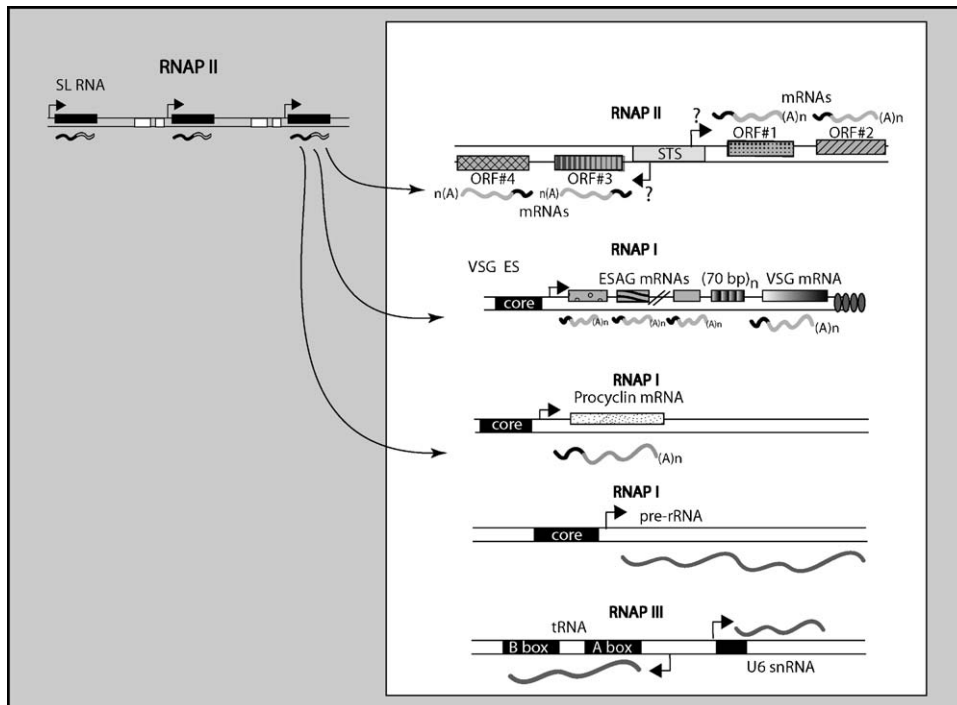 RNAP II
SL RNA
RNAP II
mRNAs
? (A)n (A)n
ORF#1 ORF#2
STS
ORF#4 ORF#3
n(A) n(A) ?
mRNAs
RNAP I
VSG ES ESAG mRNAs (70 bp)n VSG mRNA
core
(A)n (A)n (A)n (A)n
RNAP I
Procyclin mRNA
core
(A)n
RNAP I
pre-rRNA
core
RNAP III
tRNA
B box A box
U6 snRNA